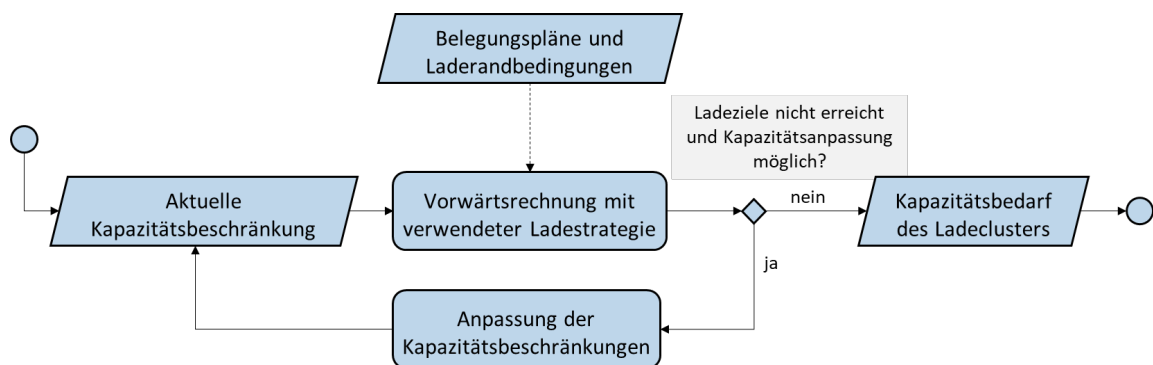 Belegungspläne und
Laderandbedingungen
Ladeziele nicht erreicht
und Kapazitätsanpassung
möglich?
Aktuelle
Kapazitätsbeschränkung
Vorwärtsrechnung mit
verwendeter Ladestrategie
nein
Kapazitätsbedarf
des Ladeclusters
ja
Anpassung der
Kapazitätsbeschränkungen